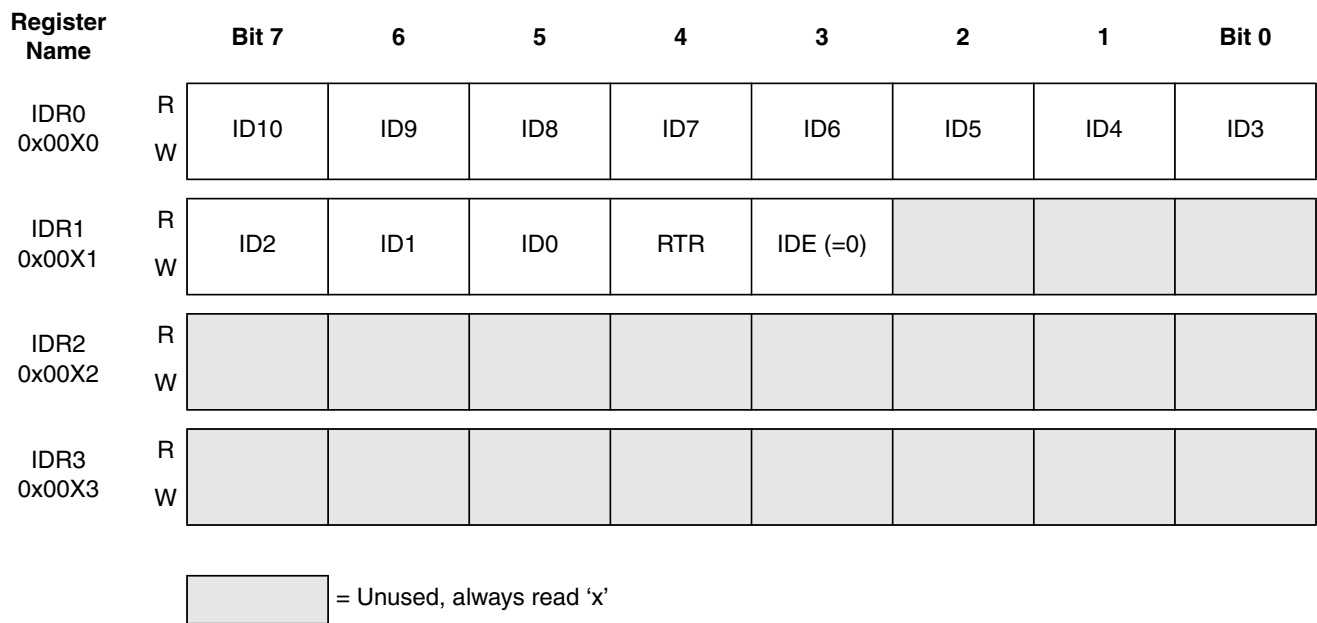 Register Name Bit 7 6 5 4 3 2 1 Bit 0
IDR0 0x00X0 R W ID10 ID9 ID8 ID7 ID6 ID5 ID4 ID3
IDR1 0x00X1 R W ID2 ID1 ID0 RTR IDE (=0)
IDR2 0x00X2 R W
IDR3 0x00X3 R W
= Unused, always read ‘x’